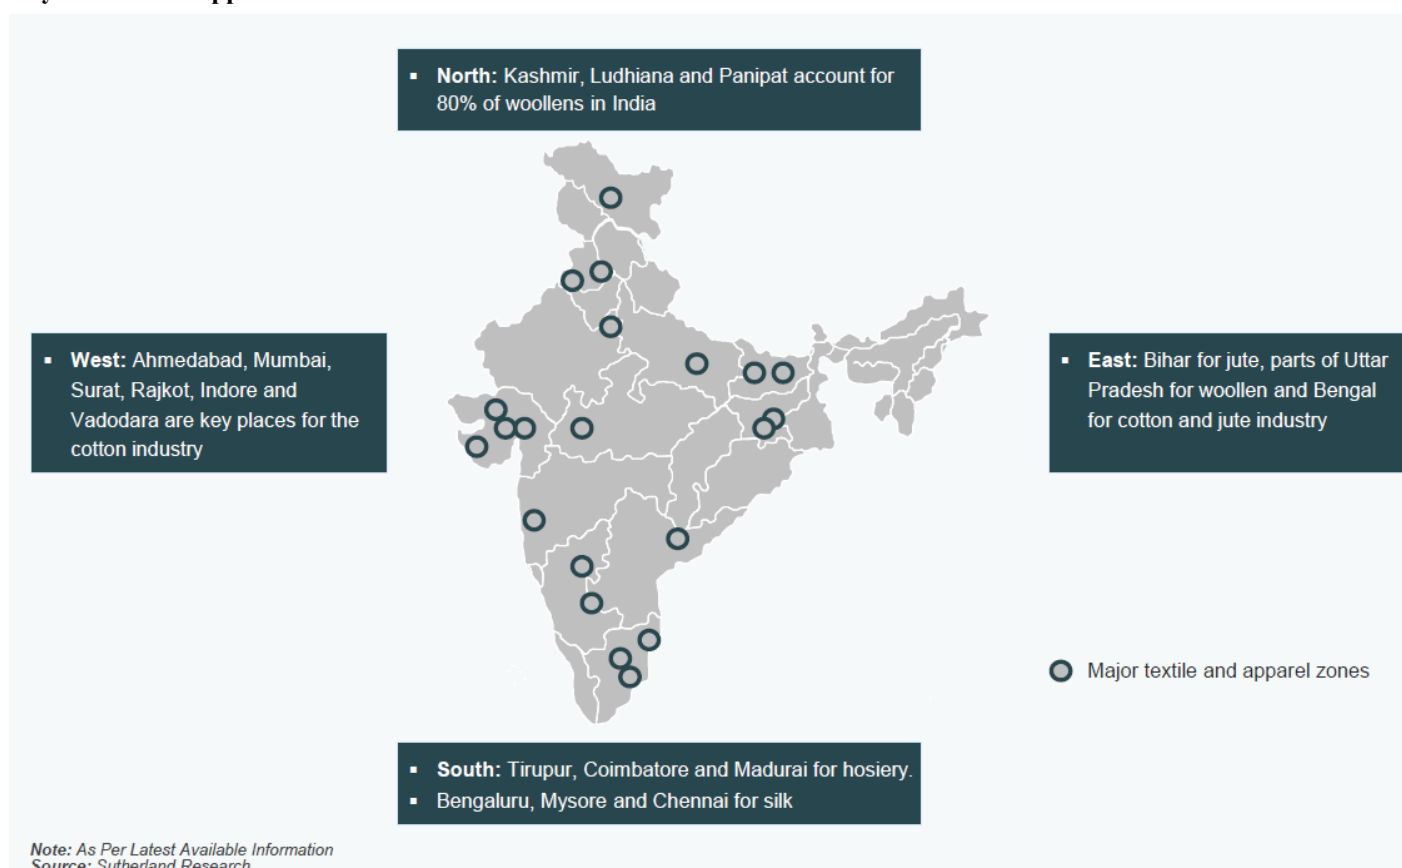 ▪ North: Kashmir, Ludhiana and Panipat account for
80% of woollens in India
▪ West: Ahmedabad, Mumbai,
Surat, Rajkot, Indore and
Vadodara are key places for the
cotton industry
▪ East: Bihar for jute, parts of Uttar
Pradesh for woollen and Bengal
for cotton and jute industry
Major textile and apparel zones
▪ South: Tirupur, Coimbatore and Madurai for hosiery.
▪ Bengaluru, Mysore and Chennai for silk
Note: As Per Latest Available Information
Source: Sutherland Research